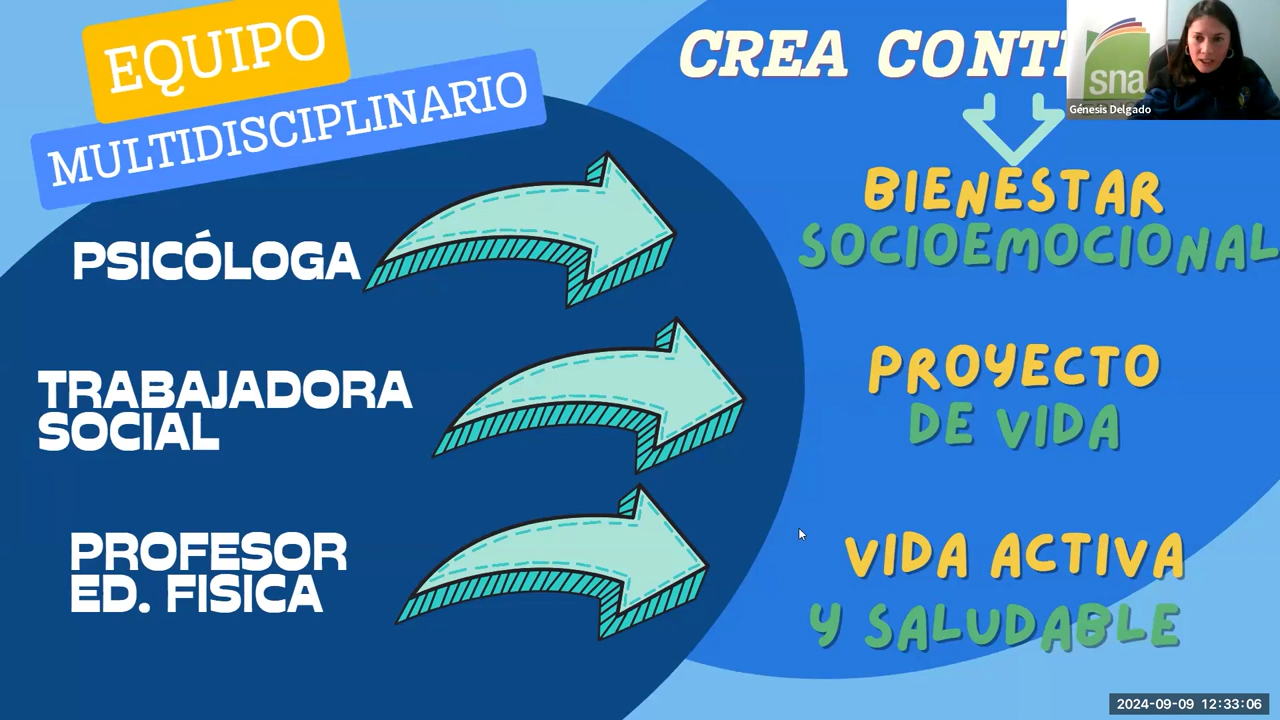 EQUIPO
MULTIDISCIPLINARIO
PSICÓLOGA
TRABAJADORA
SOCIAL
PROFESOR
ED. FISICA
CREA
sna
Génesis Delgado
BIENESTAR
SOCIOEMOCIONAL
PROYECTO
DE VIDA
VIDA ACTIVA
Y SALUDABLE
2024-09-09 12:33:06